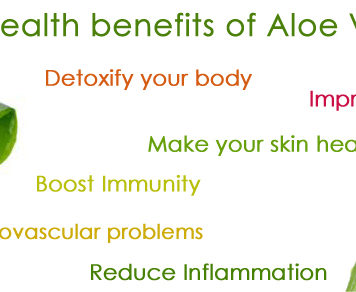 ealth benefits of Aloe V
Detoxify your body
Impr
Make your skin hea
Boost Immunity
ovascular problems
Reduce Inflammation